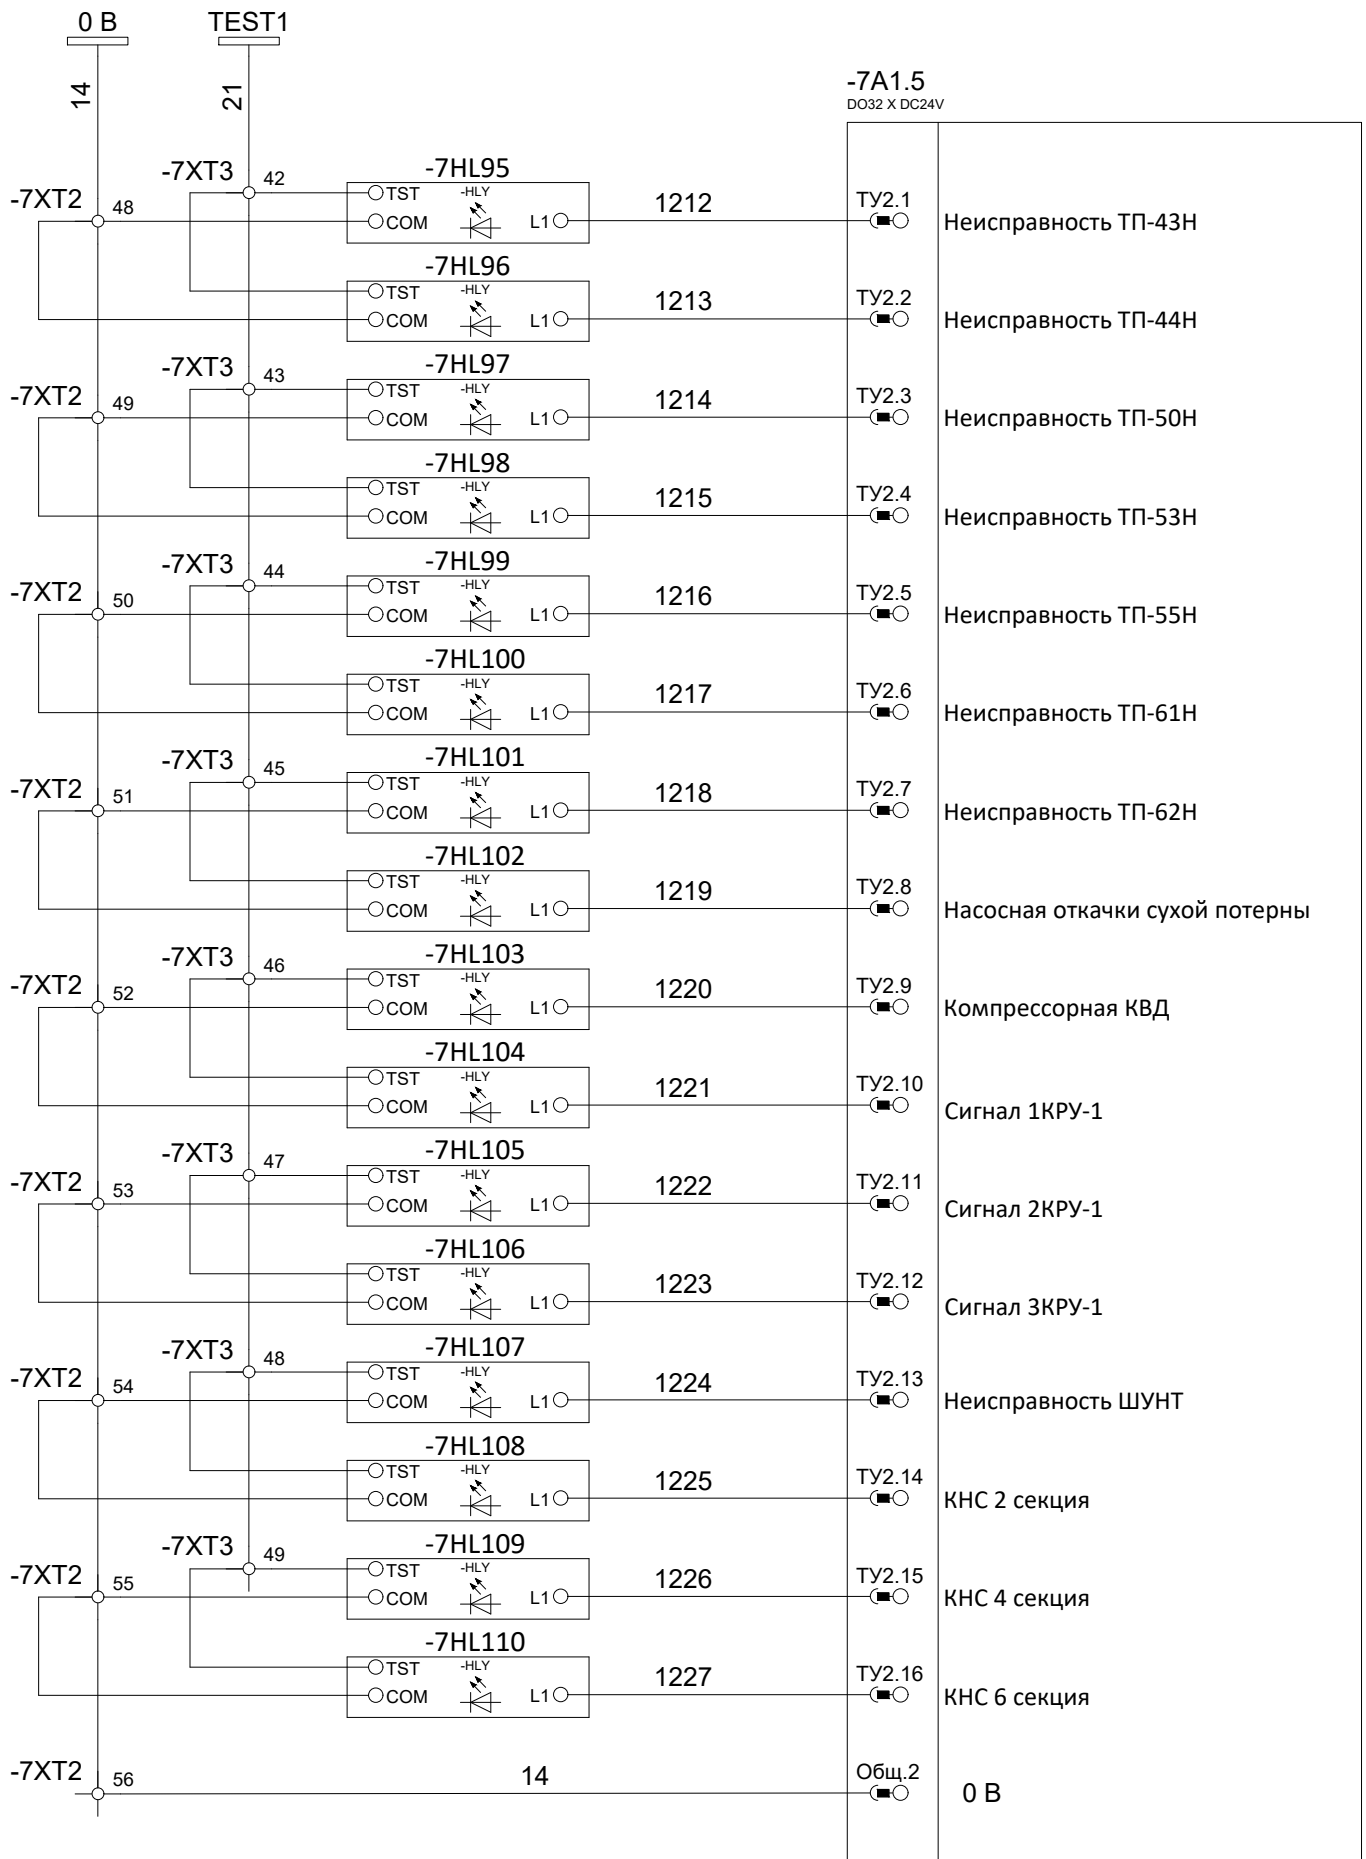 0 В TEST1
14 21
-7А1.5
DO32 X DC24V
-7XT3 42 -7HL95
-7XT2 48 TST -HLY COM L1 1212 ТУ2.1 Неисправность ТП-43Н
-7HL96
TST -HLY COM L1 1213 ТУ2.2 Неисправность ТП-44Н
-7XT3 43 -7HL97
-7XT2 49 TST -HLY COM L1 1214 ТУ2.3 Неисправность ТП-50Н
-7HL98
TST -HLY COM L1 1215 ТУ2.4 Неисправность ТП-53Н
-7XT3 44 -7HL99
-7XT2 50 TST -HLY COM L1 1216 ТУ2.5 Неисправность ТП-55Н
-7HL100
TST -HLY COM L1 1217 ТУ2.6 Неисправность ТП-61Н
-7XT3 45 -7HL101
-7XT2 51 TST -HLY COM L1 1218 ТУ2.7 Неисправность ТП-62Н
-7HL102
TST -HLY COM L1 1219 ТУ2.8 Насосная откачки сухой потерны
-7XT3 46 -7HL103
-7XT2 52 TST -HLY COM L1 1220 ТУ2.9 Компрессорная КВД
-7HL104
TST -HLY COM L1 1221 ТУ2.10 Сигнал 1КРУ-1
-7XT3 47 -7HL105
-7XT2 53 TST -HLY COM L1 1222 ТУ2.11 Сигнал 2КРУ-1
-7HL106
TST -HLY COM L1 1223 ТУ2.12 Сигнал 3КРУ-1
-7XT3 48 -7HL107
-7XT2 54 TST -HLY COM L1 1224 ТУ2.13 Неисправность ШУНТ
-7HL108
TST -HLY COM L1 1225 ТУ2.14 КНС 2 секция
-7XT3 49 -7HL109
-7XT2 55 TST -HLY COM L1 1226 ТУ2.15 КНС 4 секция
-7HL110
TST -HLY COM L1 1227 ТУ2.16 КНС 6 секция
-7XT2 56 14 Общ.2 0 В